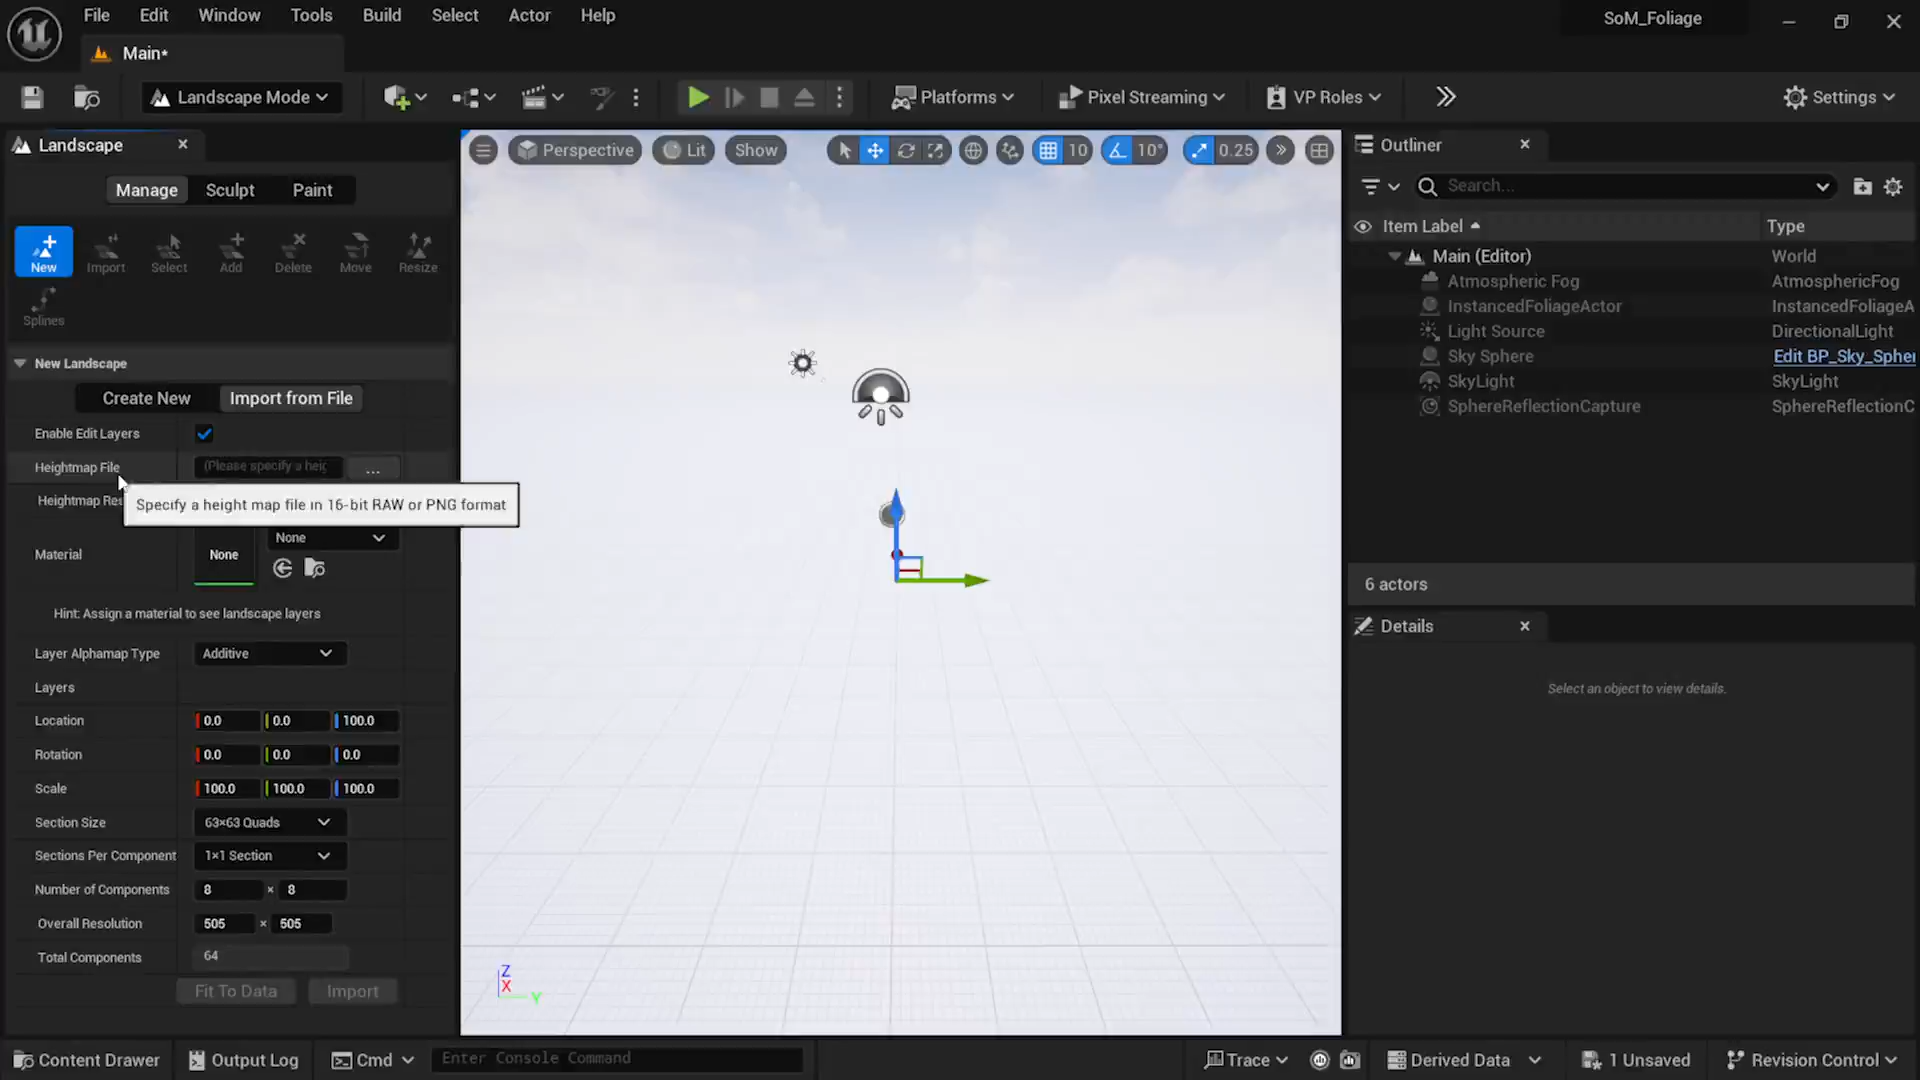 File Edit Window Tools Build Select Actor Help
SoM_Foliage
Main•
Landscape Mode
Platforms
Pixel Streaming
VP Roles
Settings
Landscape
Manage Sculpt Paint
New Import Select Add Delete Move Resize
Splines
New Landscape
Create New Import from File
Enable Edit Layers
Heightmap File (Please specify a heig ...
Heightmap Res
Specify a height map file in 16-bit RAW or PNG format
Material None None
Hint: Assign a material to see landscape layers
Layer Alphamap Type Additive
Layers
Location 0.0 0.0 100.0
Rotation 0.0 0.0 0.0
Scale 100.0 100.0 100.0
Section Size 63×63 Quads
Sections Per Component 1×1 Section
Number of Components 8 × 8
Overall Resolution 505 × 505
Total Components 64
Fit To Data Import
Perspective Lit Show 10 10° 0.25
Z
X
Y
Outliner
Search...
Item Label Type
Main (Editor) World
Atmospheric Fog AtmosphericFog
InstancedFoliageActor InstancedFoliageA
Light Source DirectionalLight
Sky Sphere Edit BP_Sky_Spher
SkyLight SkyLight
SphereReflectionCapture SphereReflectionC
6 actors
Details
Select an object to view details.
Content Drawer Output Log Cmd Enter Console Command Trace Derived Data 1 Unsaved Revision Control